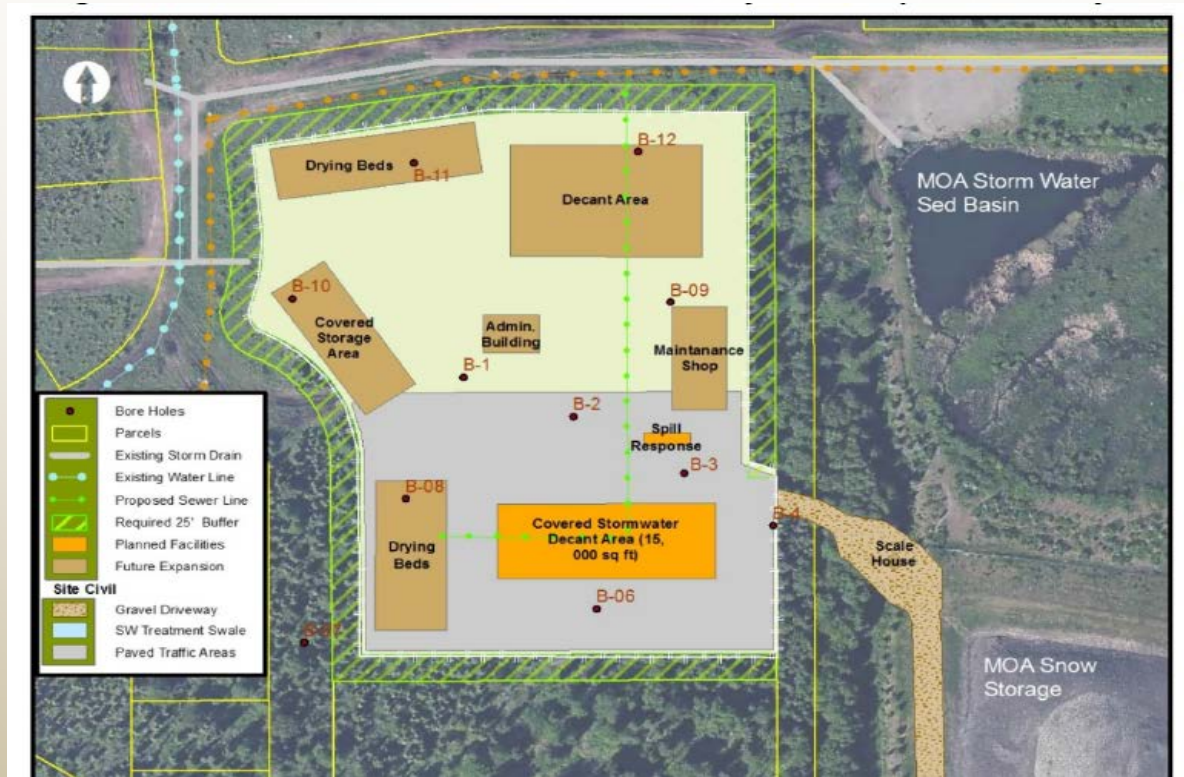 B-12
Drying Beds
B-11
Decant Area
MOA Storm Water
Sed Basin
B-10
B-09
Covered
Storage
Area
Admin.
Building
Maintanance
Shop
B-1
B-2
Spill
Response
B-3
B-08
Covered Stormwater
Decant Area (15,
000 sq ft)
B-4
Drying
Beds
Scale
House
B-06
MOA Snow
Storage
Bore Holes
Parcels
Existing Storm Drain
Existing Water Line
Proposed Sewer Line
Required 25' Buffer
Planned Facilities
Future Expansion
Site Civil
Gravel Driveway
SW Treatment Swale
Paved Traffic Areas